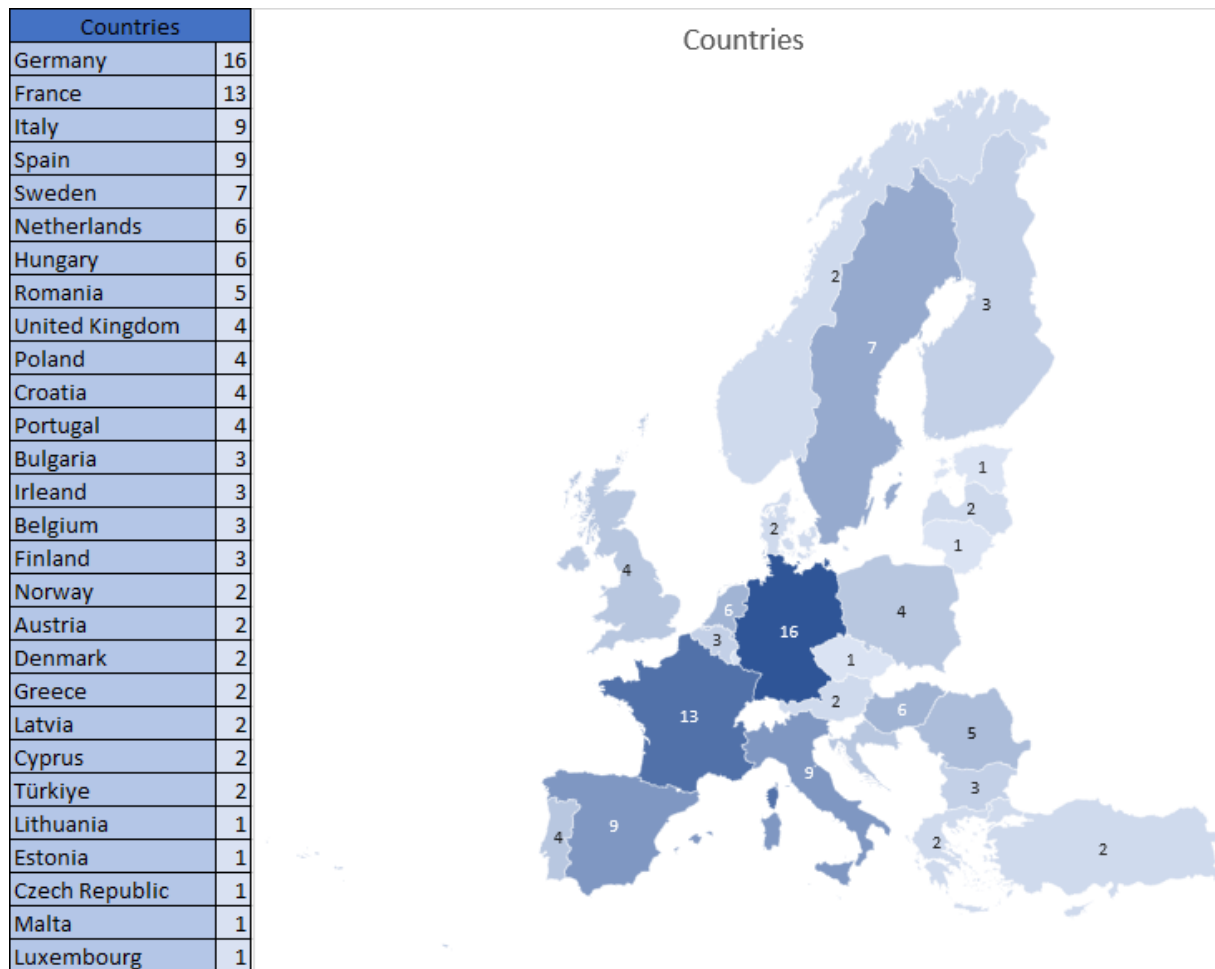 Countries
Germany 16
France 13
Italy 9
Spain 9
Sweden 7
Netherlands 6
Hungary 6
Romania 5
United Kingdom 4
Poland 4
Croatia 4
Portugal 4
Bulgaria 3
Irleand 3
Belgium 3
Finland 3
Norway 2
Austria 2
Denmark 2
Greece 2
Latvia 2
Cyprus 2
Türkiye 2
Lithuania 1
Estonia 1
Czech Republic 1
Malta 1
Luxembourg 1
Countries
2
3
7
1
2
2
1
4
4
6
16
3
1
2
6
13
5
9
3
9
4
2
2